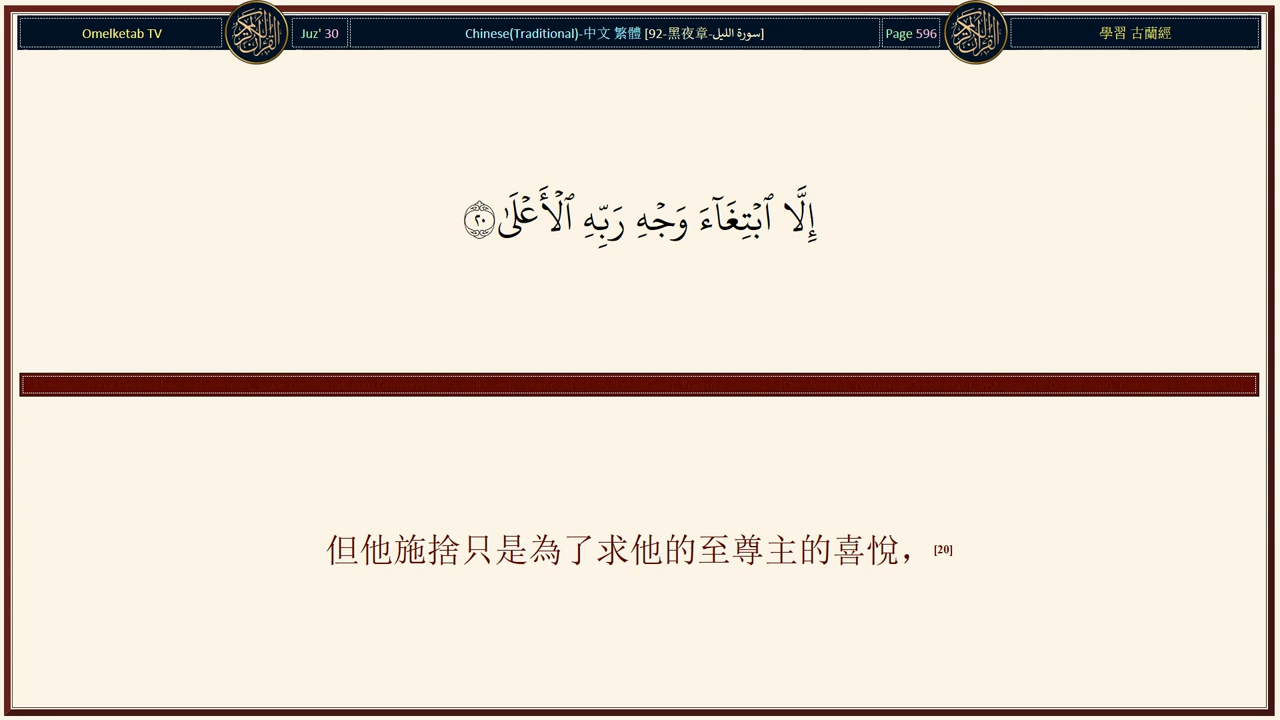 Omelketab TV
Juz' 30
Chinese(Traditional)-中文 繁體 [92-黑夜章-سورة الليل]
Page 596
學習 古蘭經
إِلَّا ٱبۡتِغَآءَ وَجۡهِ رَبِّهِ ٱلۡأَعۡلَىٰ ٢٠
但他施捨只是為了求他的至尊主的喜悅，[20]